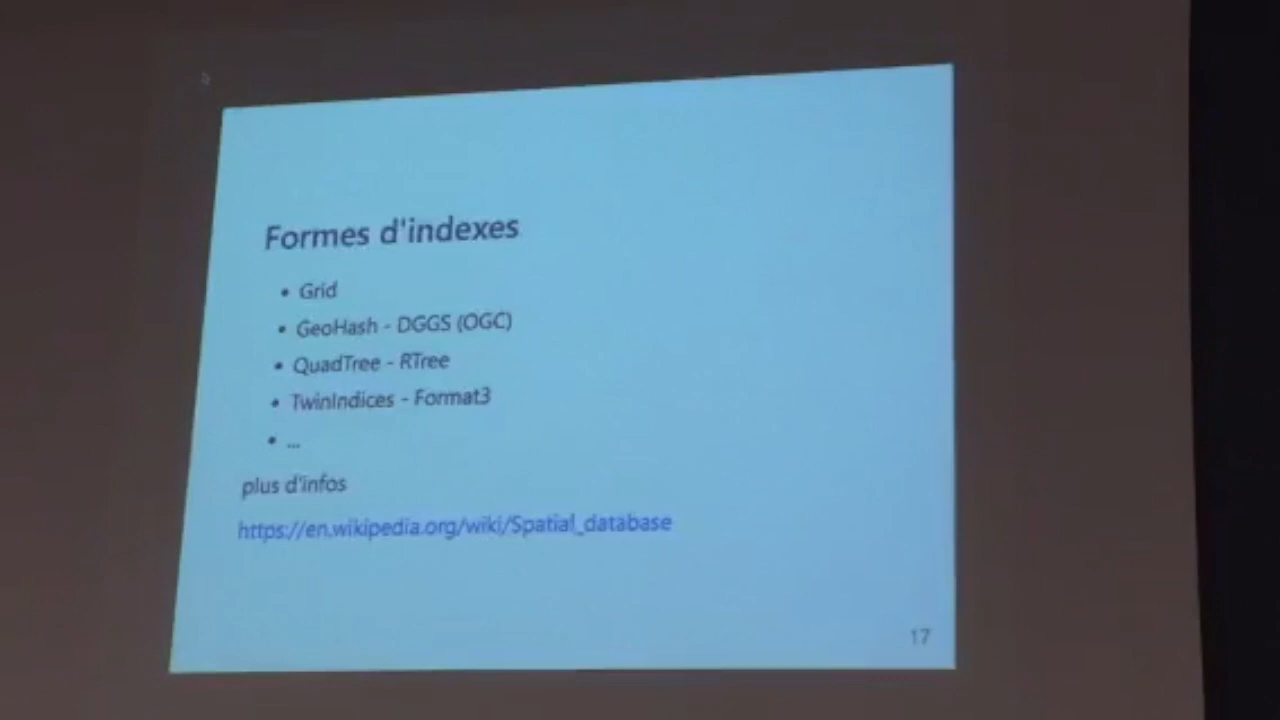 Formes d'indexes
• Grid
• GeoHash - DGGS (OGC)
• QuadTree - RTree
• TwinIndices - Format3
• ...
plus d'infos
https://en.wikipedia.org/wiki/Spatial_database
17